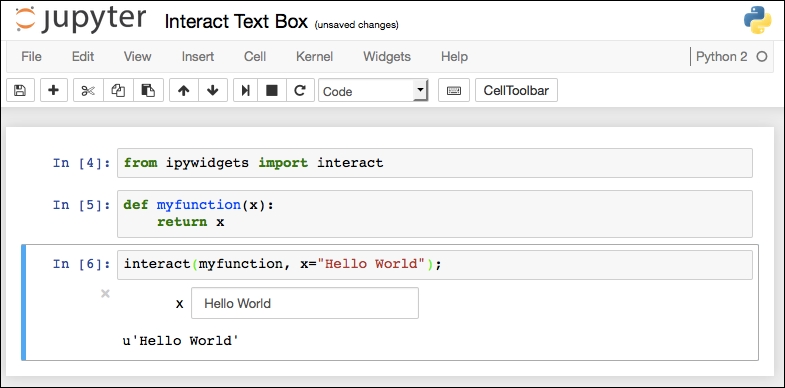 jupyter Interact Text Box (unsaved changes)
File Edit View Insert Cell Kernel Widgets Help Python 2
Code CellToolbar
In [4]: from ipywidgets import interact
In [5]: def myfunction(x):
return x
In [6]: interact(myfunction, x="Hello World");
x Hello World
u'Hello World'